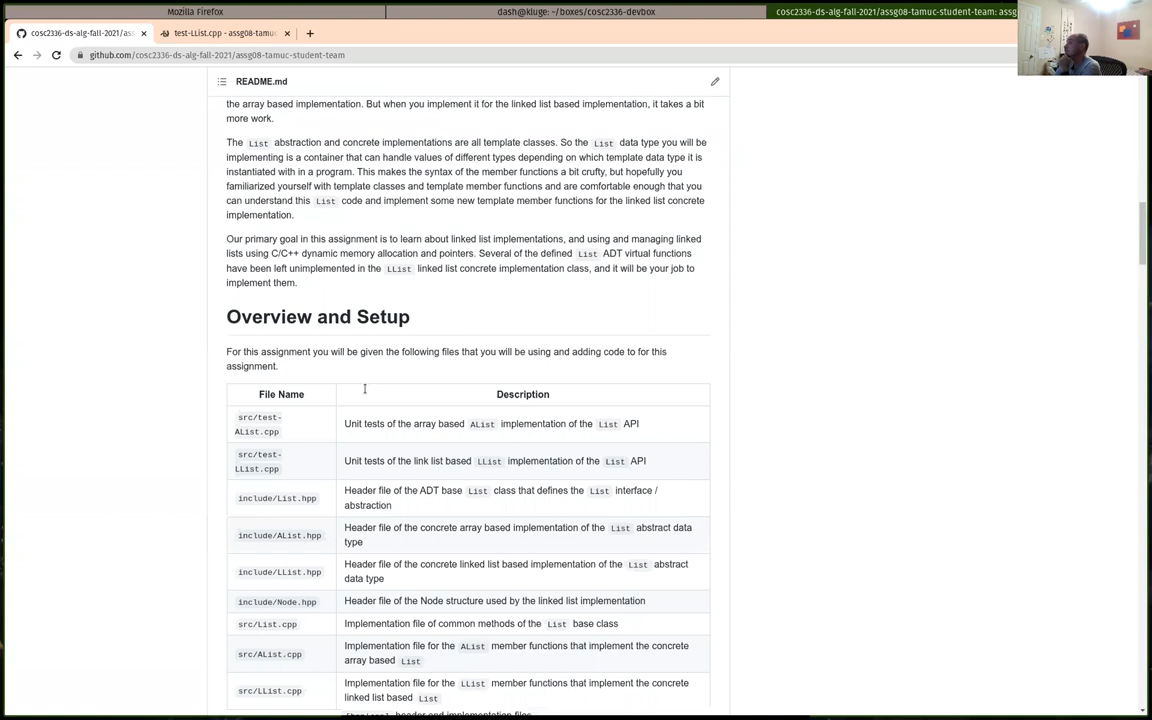 Mozilla Firefox
dash@kluge: ~/boxes/cosc2336-devbox
cosc2336-ds-alg-fall-2021/assg08-tamuc-student-team: assg
cosc2336-ds-alg-fall-2021/ass
test-LList.cpp - assg08-tamuc
github.com/cosc2336-ds-alg-fall-2021/assg08-tamuc-student-team
README.md
the array based implementation. But when you implement it for the linked list based implementation, it takes a bit
more work.
The List abstraction and concrete implementations are all template classes. So the List data type you will be
implementing is a container that can handle values of different types depending on which template data type it is
instantiated with in a program. This makes the syntax of the member functions a bit crufty, but hopefully you
familiarized yourself with template classes and template member functions and are comfortable enough that you
can understand this List code and implement some new template member functions for the linked list concrete
implementation.
Our primary goal in this assignment is to learn about linked list implementations, and using and managing linked
lists using C/C++ dynamic memory allocation and pointers. Several of the defined List ADT virtual functions
have been left unimplemented in the LList linked list concrete implementation class, and it will be your job to
implement them.
Overview and Setup
For this assignment you will be given the following files that you will be using and adding code to for this
assignment.
File Name Description
src/test-
AList.cpp
Unit tests of the array based AList implementation of the List API
src/test-
LList.cpp
Unit tests of the link list based LList implementation of the List API
include/List.hpp
Header file of the ADT base List class that defines the List interface /
abstraction
include/AList.hpp
Header file of the concrete array based implementation of the List abstract data
type
include/LList.hpp
Header file of the concrete linked list based implementation of the List abstract
data type
include/Node.hpp Header file of the Node structure used by the linked list implementation
src/List.cpp Implementation file of common methods of the List base class
src/AList.cpp
Implementation file for the AList member functions that implement the concrete
array based List
src/LList.cpp
Implementation file for the LList member functions that implement the concrete
linked list based List
header and implementation files